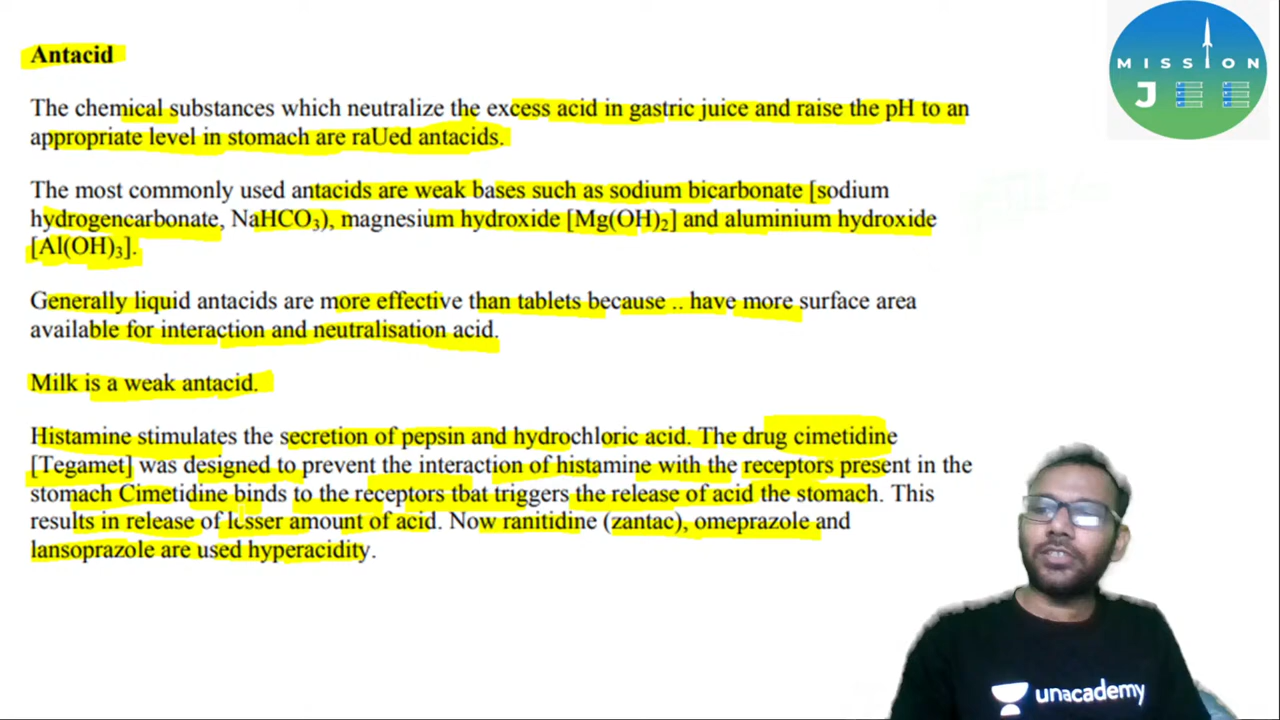 Antacid
The chemical substances which neutralize the excess acid in gastric juice and raise the pH to an
appropriate level in stomach are raUed antacids.
The most commonly used antacids are weak bases such as sodium bicarbonate [sodium
hydrogencarbonate, NaHCO₃), magnesium hydroxide [Mg(OH)₂] and aluminium hydroxide
[Al(OH)₃].
Generally liquid antacids are more effective than tablets because .. have more surface area
available for interaction and neutralisation acid.
Milk is a weak antacid.
Histamine stimulates the secretion of pepsin and hydrochloric acid. The drug cimetidine
[Tegamet] was designed to prevent the interaction of histamine with the receptors present in the
stomach Cimetidine binds to the receptors tbat triggers the release of acid the stomach. This
results in release of lesser amount of acid. Now ranitidine (zantac), omeprazole and
lansoprazole are used hyperacidity.
MISSION
JEE
unacademy